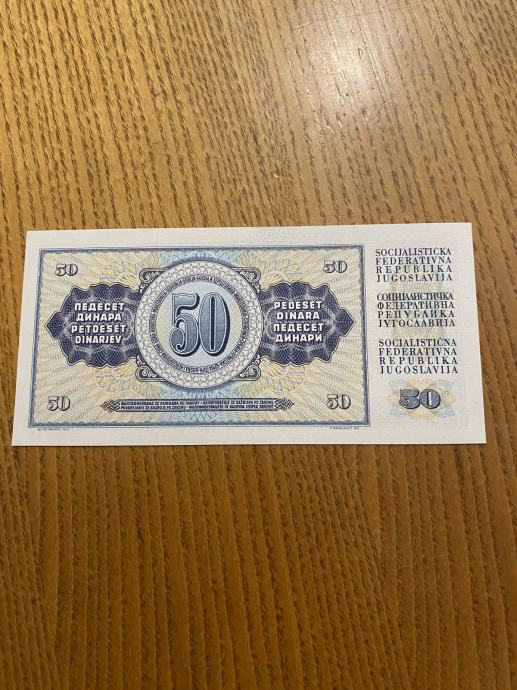 50
50
ПЕДЕСЕТ
ДИНАРА
PETDESET
DINARJEV
50
PEDESET
DINARA
ПЕДЕСЕТ
ДИНАРИ
50
50
SOCIJALISTIČKA
FEDERATIVNA
REPUBLIKA
JUGOSLAVIJA
СОЦИЈАЛИСТИЧКА
ФЕДЕРАТИВНА
РЕПУБЛИКА
ЈУГОСЛАВИЈА
SOCIALISTIČNA
FEDERATIVNA
REPUBLIKA
JUGOSLAVIJA
50